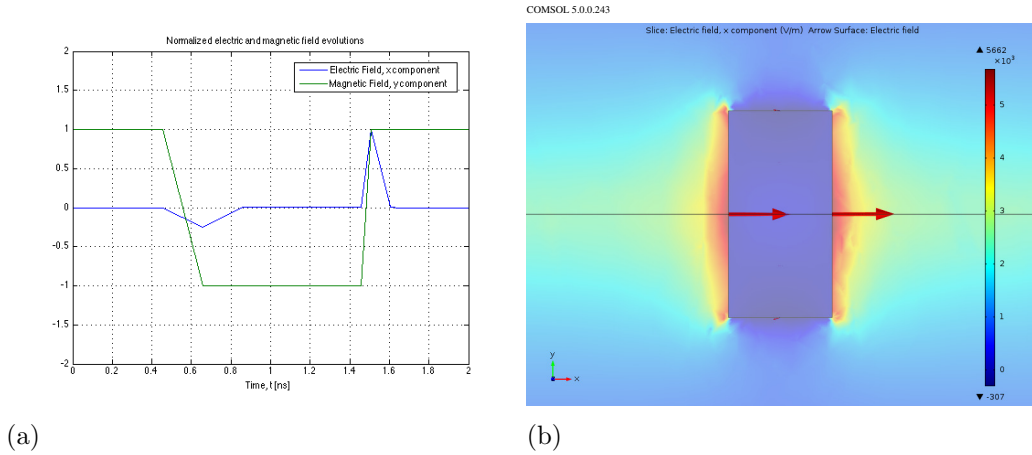 COMSOL 5.0.0.243
Normalized electric and magnetic field evolutions
Electric Field, x component
Magnetic Field, y component
2
1.5
1
0.5
0
-0.5
-1
-1.5
-2
0.0 0.2 0.4 0.6 0.8 1.0 1.2 1.4 1.6 1.8 2
Time, t [ns]
(a)
Slice: Electric field, x component (V/m) Arrow Surface: Electric field
▲ 5662
×10³
5
4
3
2
1
0
▼ -307
y
x
(b)